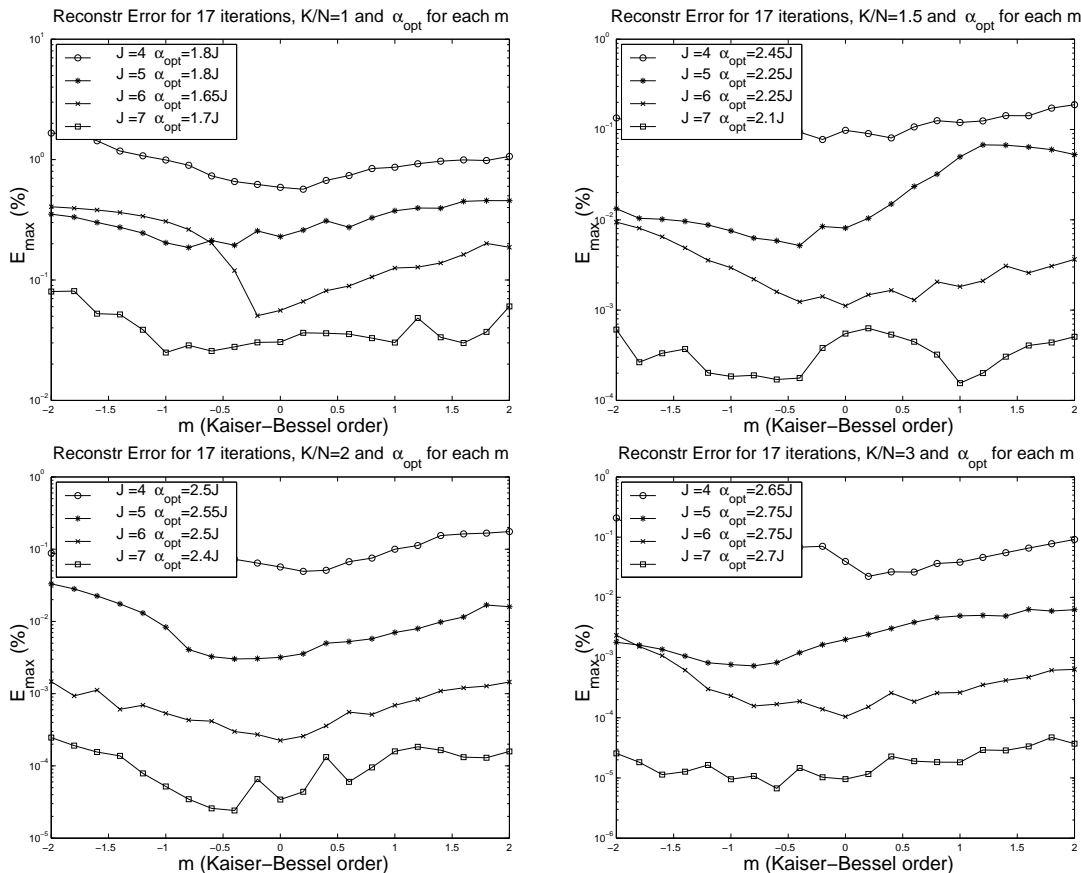 Reconstr Error for 17 iterations, K/N=1 and α_opt for each m
10^1
10^0
10^−1
10^−2
E_max (%)
J =4 α_opt=1.8J
J =5 α_opt=1.8J
J =6 α_opt=1.65J
J =7 α_opt=1.7J
−2 −1.5 −1 −0.5 0 0.5 1 1.5 2
m (Kaiser−Bessel order)
Reconstr Error for 17 iterations, K/N=1.5 and α_opt for each m
10^0
10^−1
10^−2
10^−3
10^−4
E_max (%)
J =4 α_opt=2.45J
J =5 α_opt=2.25J
J =6 α_opt=2.25J
J =7 α_opt=2.1J
−2 −1.5 −1 −0.5 0 0.5 1 1.5 2
m (Kaiser−Bessel order)
Reconstr Error for 17 iterations, K/N=2 and α_opt for each m
10^0
10^−1
10^−2
10^−3
10^−4
10^−5
E_max (%)
J =4 α_opt=2.5J
J =5 α_opt=2.55J
J =6 α_opt=2.5J
J =7 α_opt=2.4J
−2 −1.5 −1 −0.5 0 0.5 1 1.5 2
m (Kaiser−Bessel order)
Reconstr Error for 17 iterations, K/N=3 and α_opt for each m
10^0
10^−1
10^−2
10^−3
10^−4
10^−5
10^−6
E_max (%)
J =4 α_opt=2.65J
J =5 α_opt=2.75J
J =6 α_opt=2.75J
J =7 α_opt=2.7J
−2 −1.5 −1 −0.5 0 0.5 1 1.5 2
m (Kaiser−Bessel order)